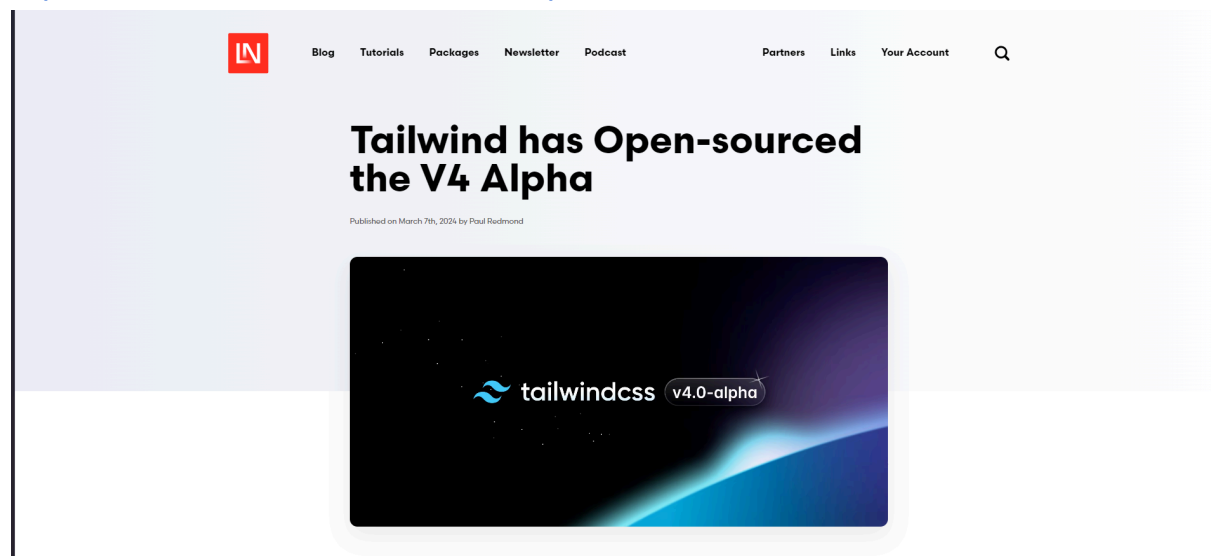 LN
Blog Tutorials Packages Newsletter Podcast Partners Links Your Account
Tailwind has Open-sourced
the V4 Alpha
Published on March 7th, 2024 by Paul Redmond
tailwindcss v4.0-alpha